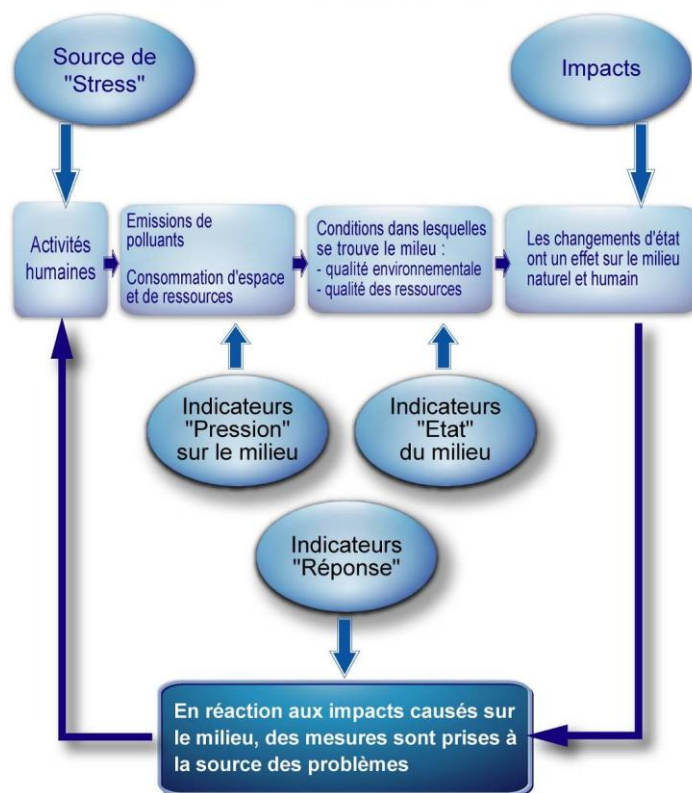 Source de
"Stress"
Impacts
Activités
humaines
Emissions de
polluants
Consommation d'espace
et de ressources
Conditions dans lesquelles
se trouve le mileu :
- qualité environnementale
- qualité des ressources
Les changements d'état
ont un effet sur le milieu
naturel et humain
Indicateurs
"Pression"
sur le milieu
Indicateurs
"Etat"
du milieu
Indicateurs
"Réponse"
En réaction aux impacts causés sur
le milieu, des mesures sont prises à
la source des problèmes